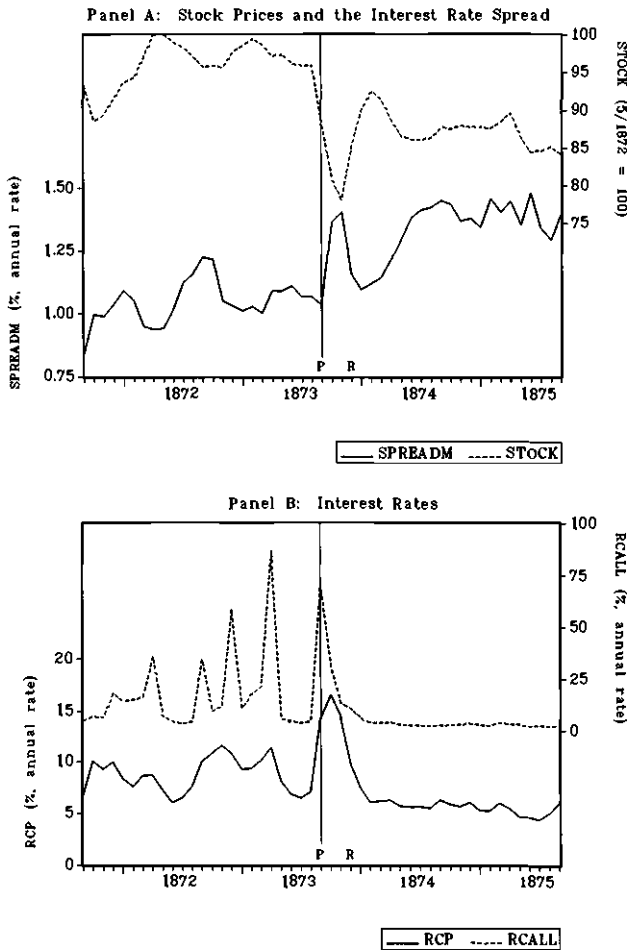 Panel A: Stock Prices and the Interest Rate Spread
100
95
90
85
80
75
STOCK (5/1872 = 100)
1.50
1.25
1.00
0.75
SPREADM (%, annual rate)
P R
1872 1873 1874 1875
SPREADM STOCK
Panel B: Interest Rates
100
75
50
25
0
RCALL (%, annual rate)
20
15
10
5
0
RCP (%, annual rate)
P R
1872 1873 1874 1875
RCP RCALL